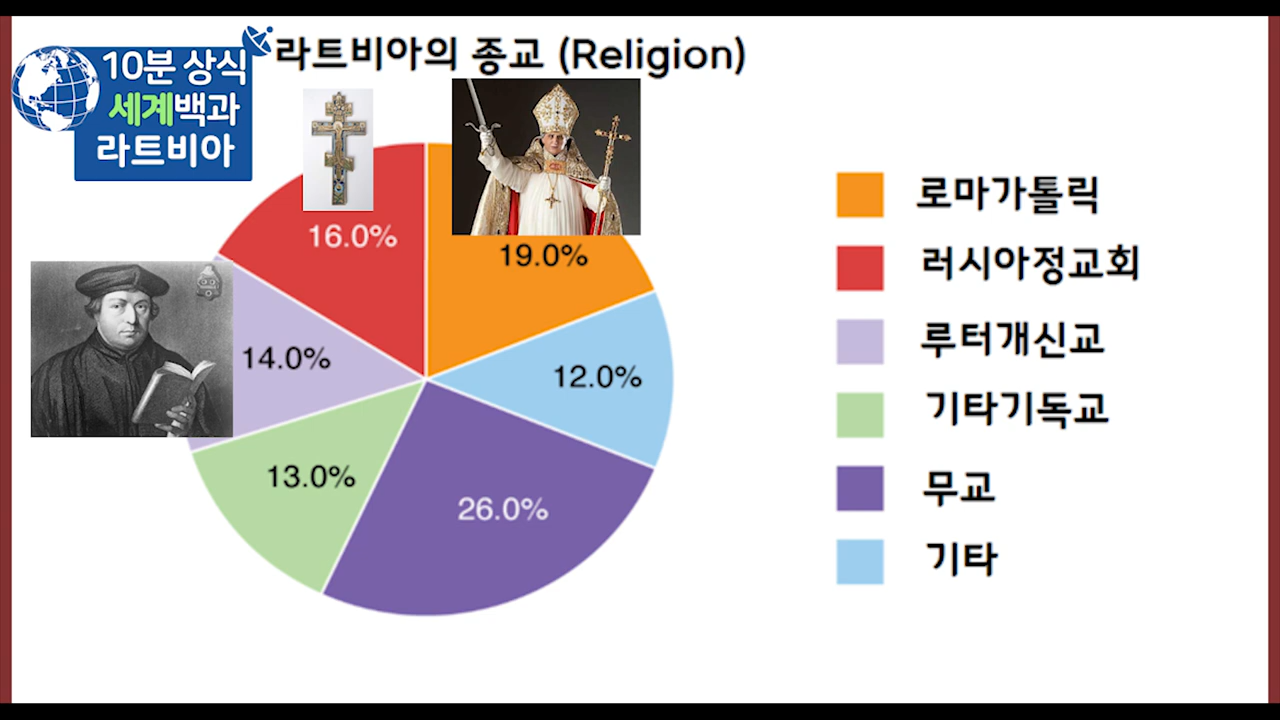 10분 상식
세계백과
라트비아
라트비아의 종교 (Religion)
16.0%
19.0%
14.0%
12.0%
13.0%
26.0%
로마가톨릭
러시아정교회
루터개신교
기타기독교
무교
기타